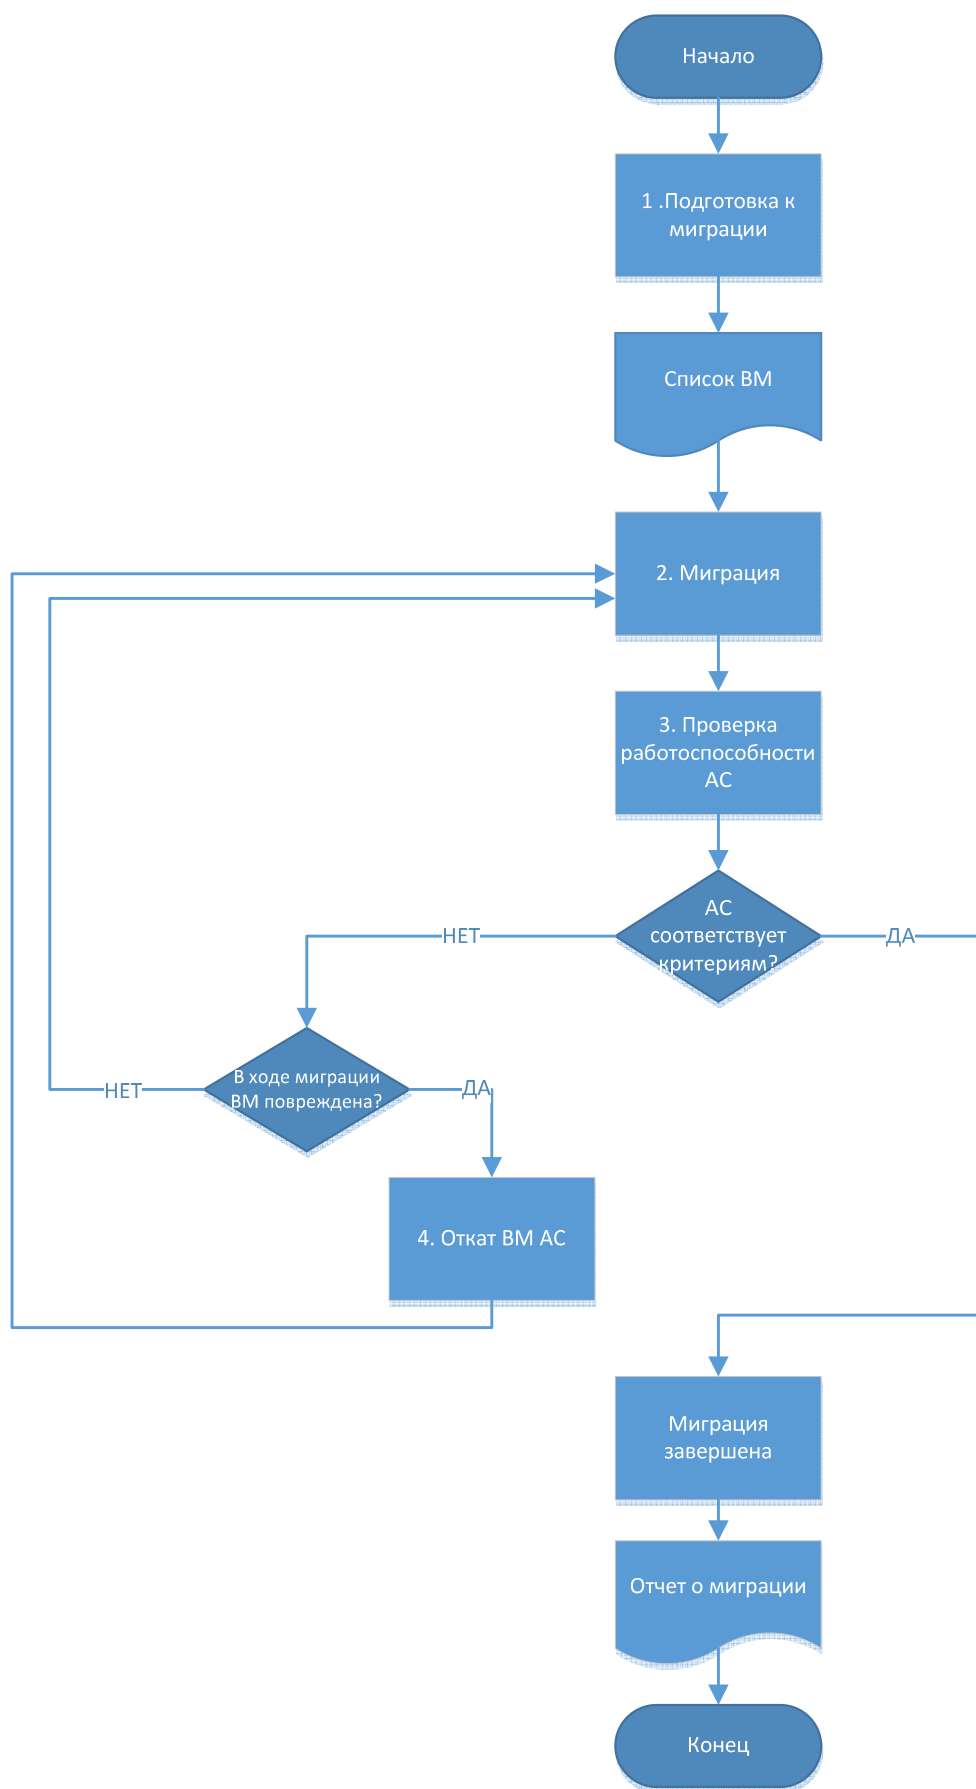 Начало
1 .Подготовка к
миграции
Список ВМ
2. Миграция
3. Проверка
работоспособности
АС
АС
соответствует
критериям?
НЕТ
ДА
В ходе миграции
ВМ повреждена?
НЕТ
ДА
4. Откат ВМ АС
Миграция
завершена
Отчет о миграции
Конец